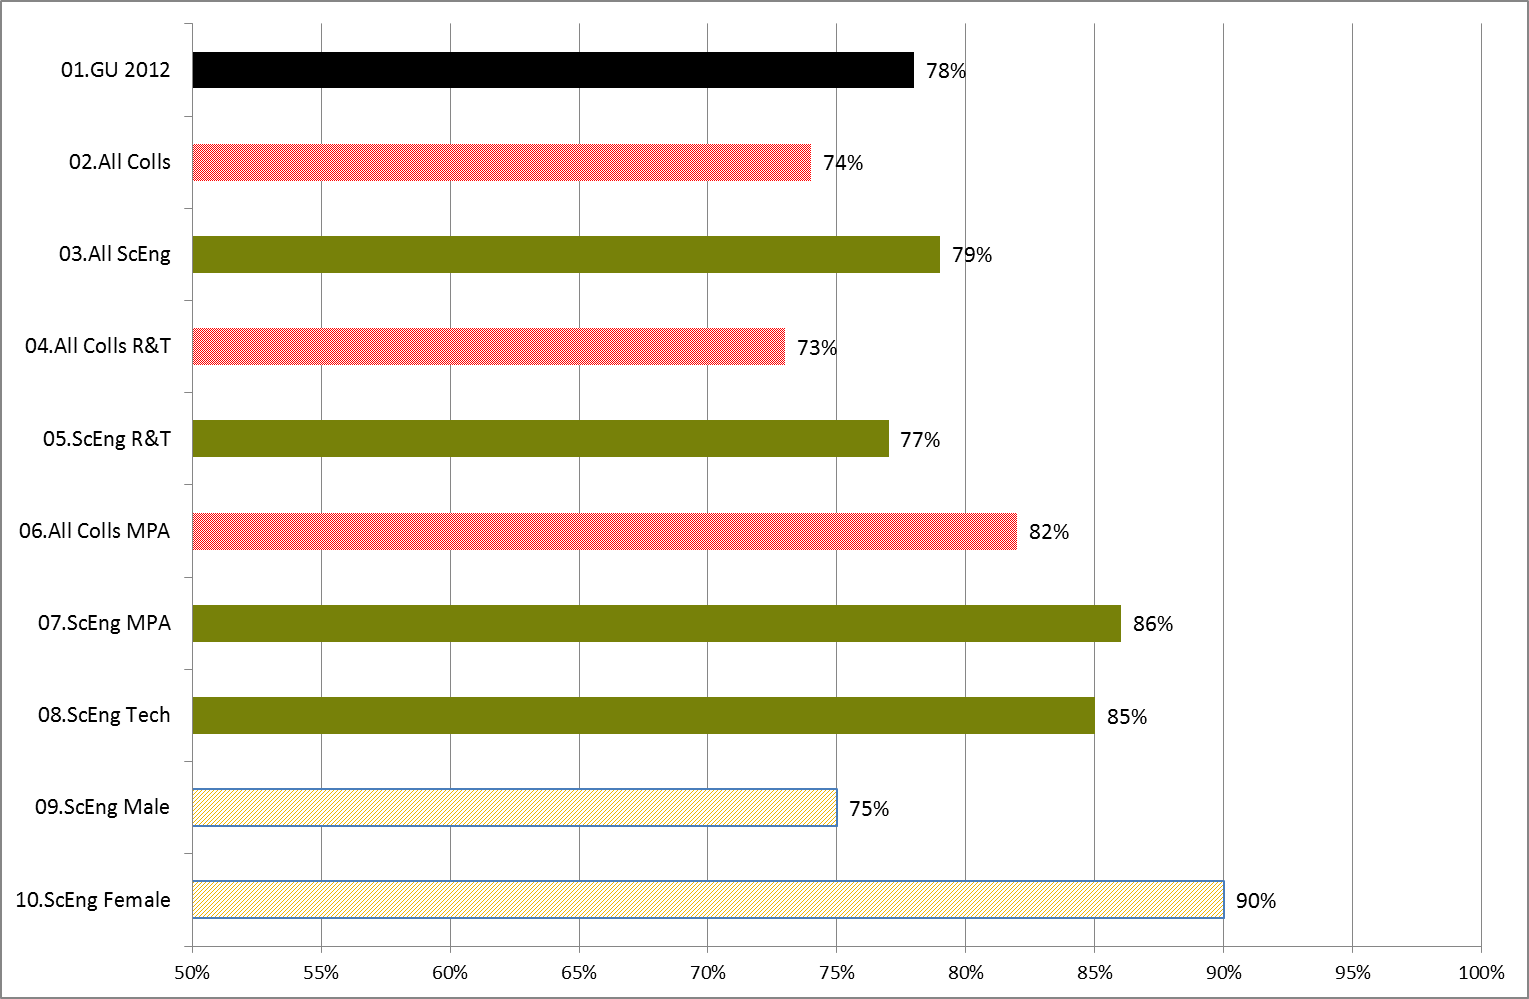 01.GU 2012 78%
02.All Colls 74%
03.All ScEng 79%
04.All Colls R&T 73%
05.ScEng R&T 77%
06.All Colls MPA 82%
07.ScEng MPA 86%
08.ScEng Tech 85%
09.ScEng Male 75%
10.ScEng Female 90%
50% 55% 60% 65% 70% 75% 80% 85% 90% 95% 100%